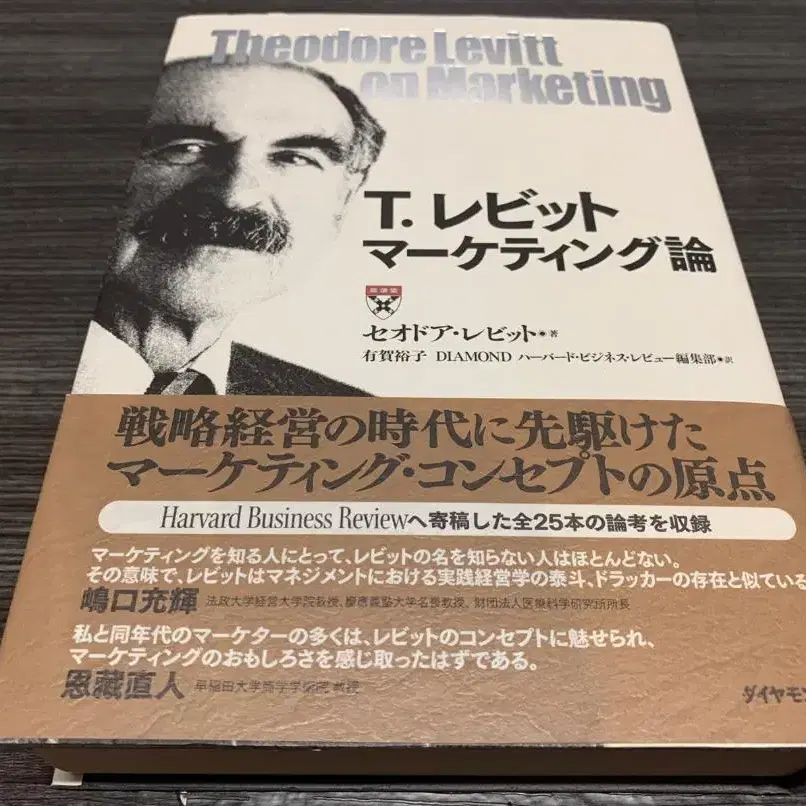 Theodore Levitt
on Marketing
T. レビット
マーケティング論
セオドア・レビット●著
有賀裕子 DIAMOND ハーバード・ビジネス・レビュー編集部●訳
戦略経営の時代に先駆けた
マーケティング・コンセプトの原点
Harvard Business Reviewへ寄稿した全25本の論考を収録
マーケティングを知る人にとって、レビットの名を知らない人はほとんどない。
その意味で、レビットはマネジメントにおける実践経営学の泰斗、ドラッカーの存在と似ている
嶋口充輝 法政大学経営大学院教授、慶應義塾大学名誉教授、財団法人医療科学研究所所長
私と同年代のマーケターの多くは、レビットのコンセプトに魅せられ、
マーケティングのおもしろさを感じ取ったはずである。
恩藏直人 早稲田大学商学学術院 教授
ダイヤモン